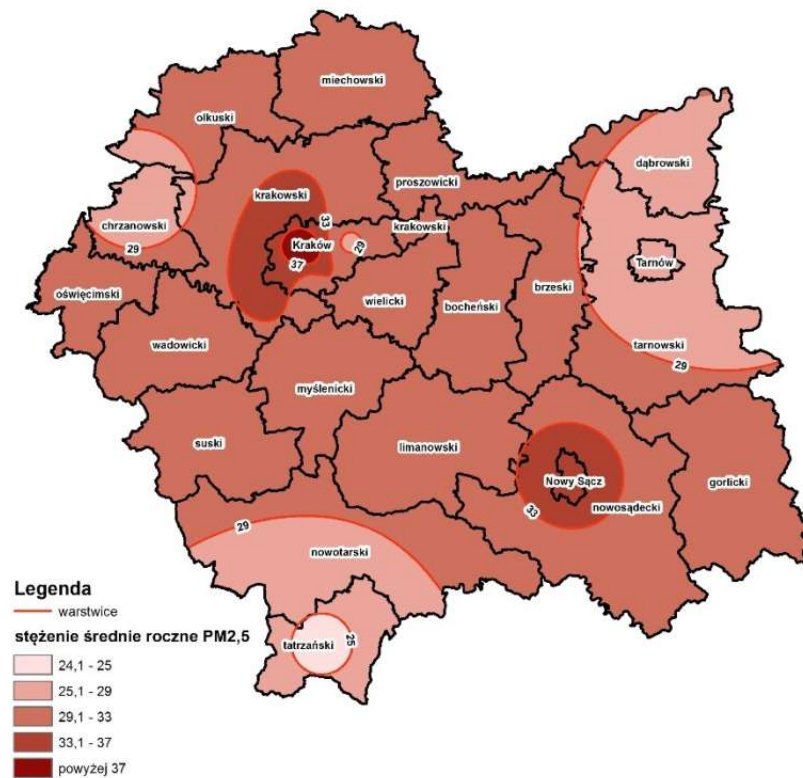 miechowski
olkuski
dąbrowski
krakowski
proszowicki
chrzanowski
33
krakowski
29
Kraków
29
37
Tarnów
oświęcimski
wielicki
bocheński
brzeski
wadowicki
tarnowski
29
myślenicki
suski
limanowski
Nowy Sącz
gorlicki
33
nowosądecki
29
nowotarski
25
tatrzański
Legenda
warstwice
stężenie średnie roczne PM2,5
24,1 - 25
25,1 - 29
29,1 - 33
33,1 - 37
powyżej 37